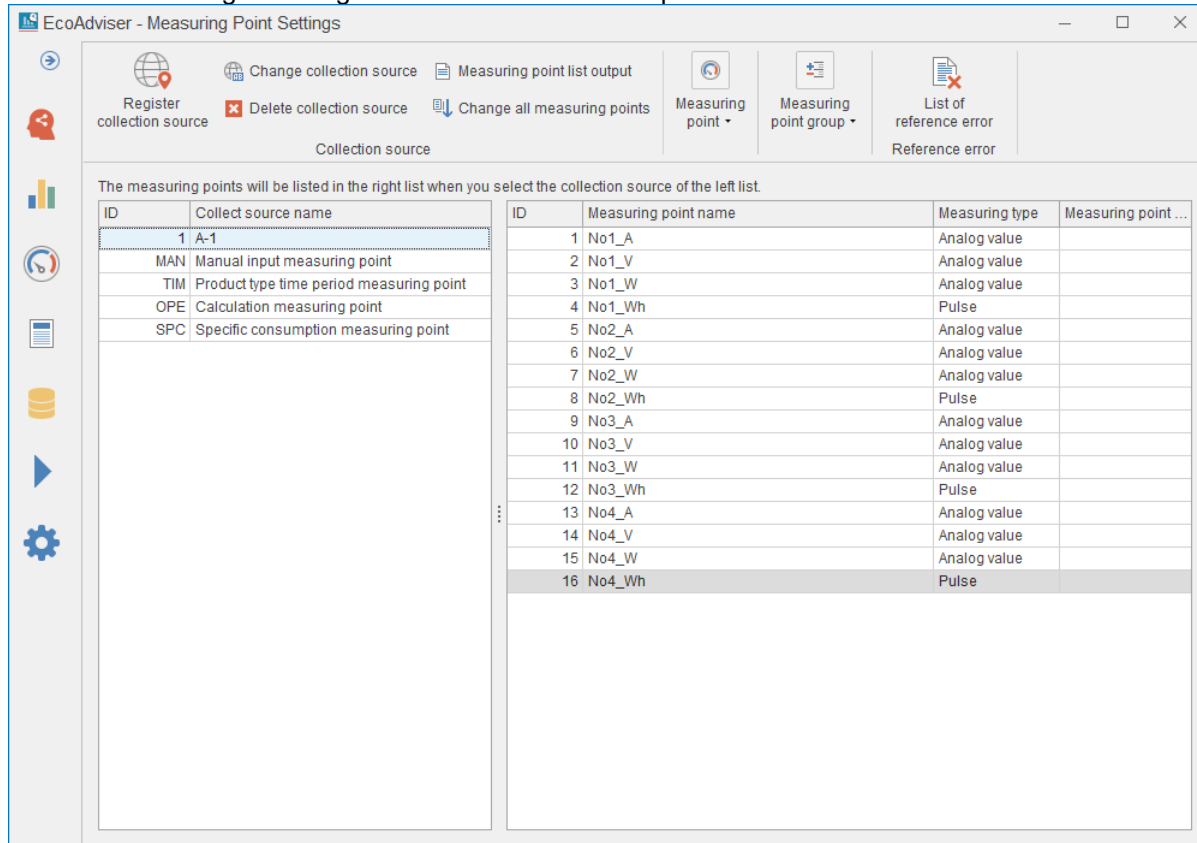 EcoAdviser - Measuring Point Settings
Register collection source
Change collection source
Delete collection source
Measuring point list output
Change all measuring points
Collection source
Measuring point
Measuring point group
List of reference error
Reference error
The measuring points will be listed in the right list when you select the collection source of the left list.
ID Collect source name
1 A-1
MAN Manual input measuring point
TIM Product type time period measuring point
OPE Calculation measuring point
SPC Specific consumption measuring point
ID Measuring point name Measuring type Measuring point ...
1 No1_A Analog value
2 No1_V Analog value
3 No1_W Analog value
4 No1_Wh Pulse
5 No2_A Analog value
6 No2_V Analog value
7 No2_W Analog value
8 No2_Wh Pulse
9 No3_A Analog value
10 No3_V Analog value
11 No3_W Analog value
12 No3_Wh Pulse
13 No4_A Analog value
14 No4_V Analog value
15 No4_W Analog value
16 No4_Wh Pulse